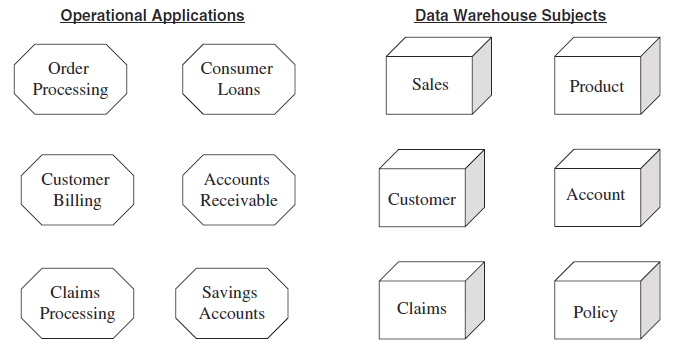 Operational Applications
Data Warehouse Subjects
Order
Processing
Consumer
Loans
Sales
Product
Customer
Billing
Accounts
Receivable
Customer
Account
Claims
Processing
Savings
Accounts
Claims
Policy